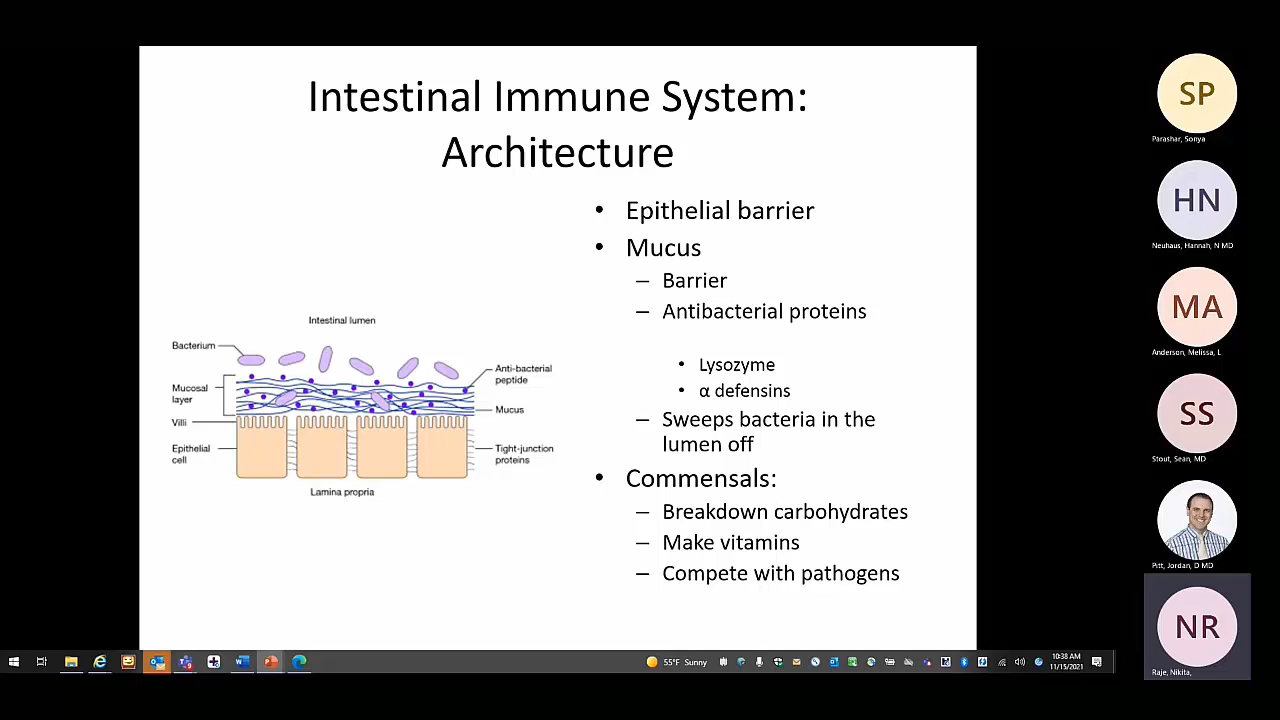 Intestinal Immune System:
Architecture
• Epithelial barrier
• Mucus
– Barrier
– Antibacterial proteins
• Lysozyme
• α defensins
– Sweeps bacteria in the
lumen off
• Commensals:
– Breakdown carbohydrates
– Make vitamins
– Compete with pathogens
Intestinal lumen
Bacterium
Mucosal
layer
Villi
Epithelial
cell
Anti-bacterial
peptide
Mucus
Tight-junction
proteins
Lamina propria
SP
Parashar, Sonya
HN
Neuhaus, Hannah, N MD
MA
Anderson, Melissa, L
SS
Stout, Sean, MD
Pitt, Jordan, D MD
NR
Raje, Nikita,
55°F Sunny
10:38 AM
11/15/2021